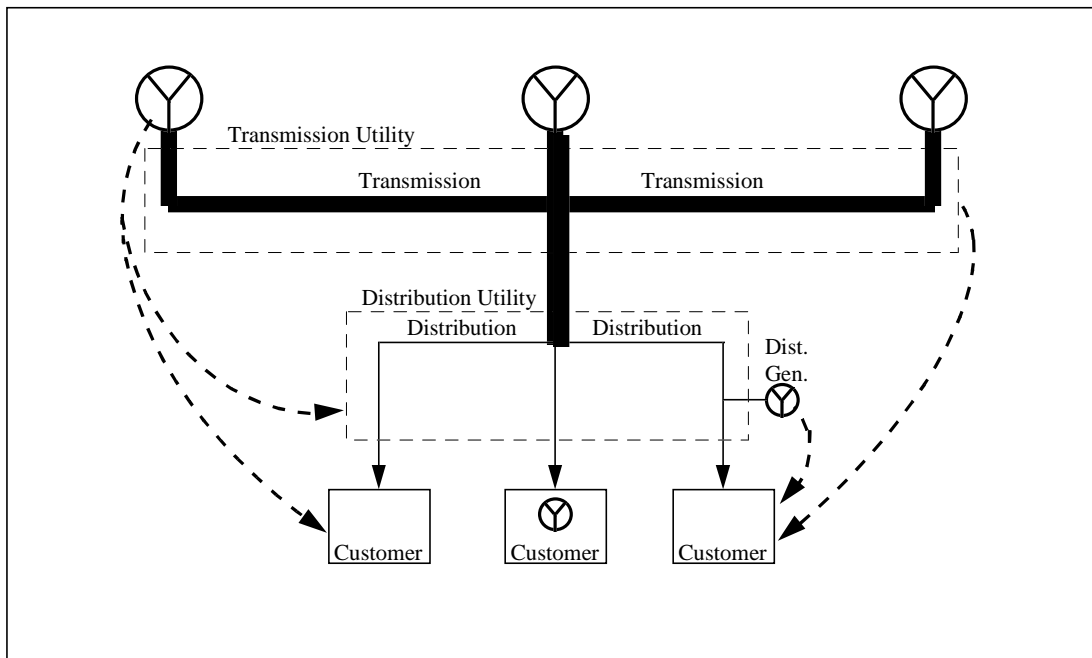 Transmission Utility
Transmission
Transmission
Distribution Utility
Distribution
Distribution
Dist.
Gen.
Customer
Customer
Customer